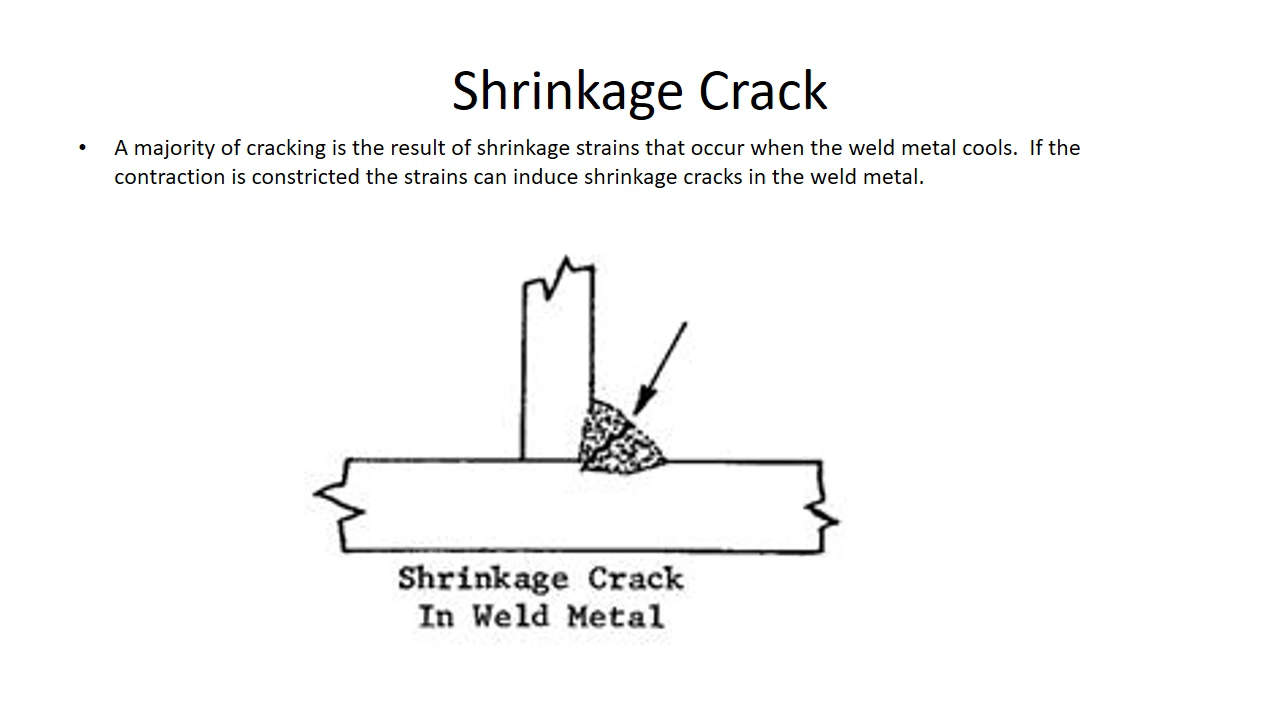 Shrinkage Crack
• A majority of cracking is the result of shrinkage strains that occur when the weld metal cools.  If the
contraction is constricted the strains can induce shrinkage cracks in the weld metal.
Shrinkage Crack
In Weld Metal